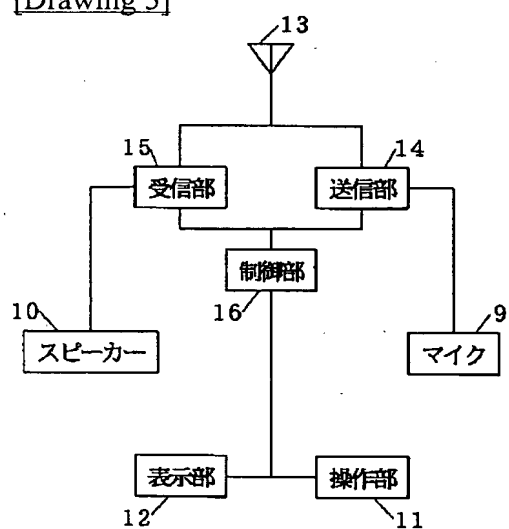 [Drawing 3]
13
15 14
受信部 送信部
制御部
16
10 9
スピーカー マイク
表示部 操作部
12 11